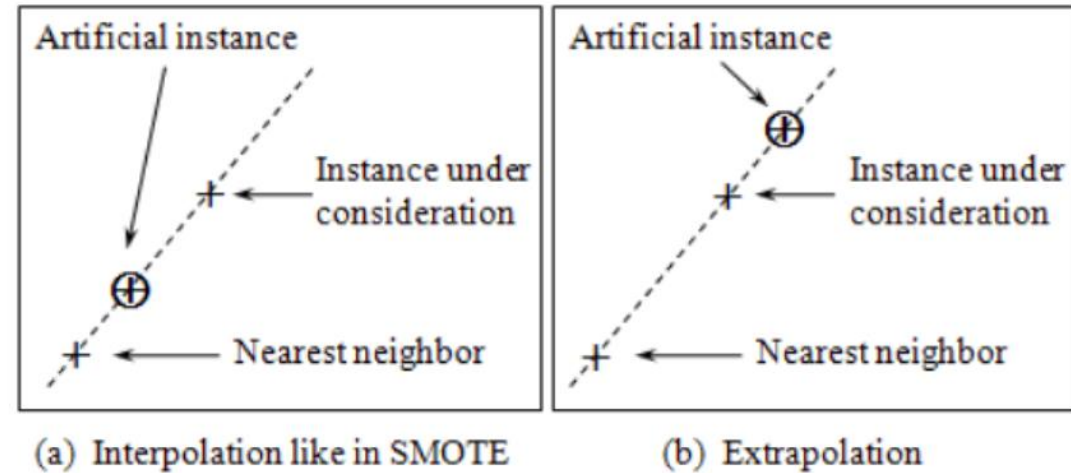 Artificial instance
Instance under
consideration
Nearest neighbor
(a) Interpolation like in SMOTE
Artificial instance
Instance under
consideration
Nearest neighbor
(b) Extrapolation